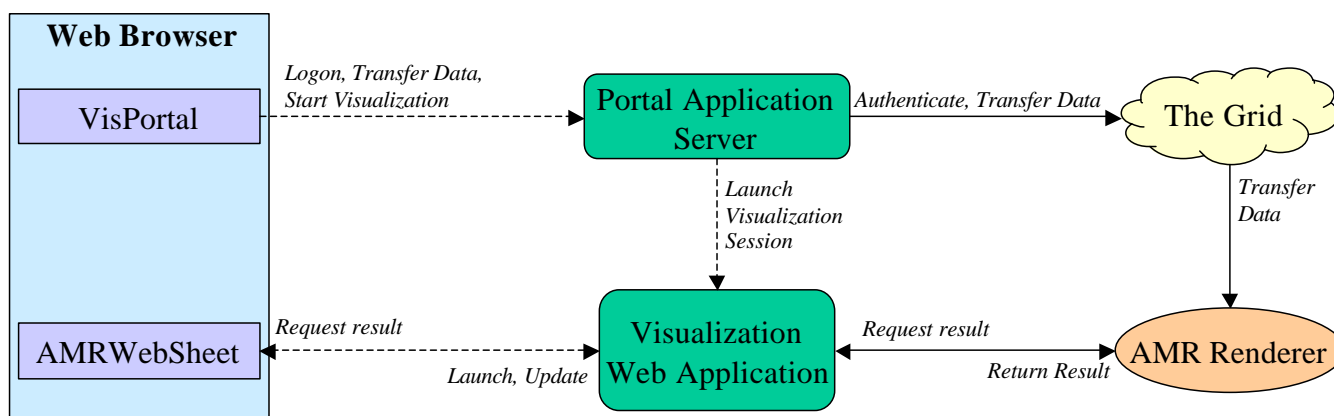 Web Browser
VisPortal
Logon, Transfer Data,
Start Visualization
Portal Application
Server
Authenticate, Transfer Data
The Grid
Launch
Visualization
Session
Transfer
Data
AMRWebSheet
Request result
Launch, Update
Visualization
Web Application
Request result
Return Result
AMR Renderer